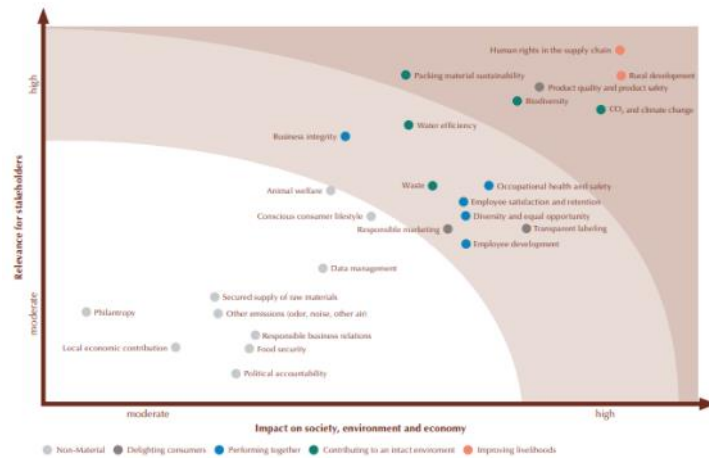 Human rights in the supply chain
Packing material sustainability
Rural development
Product quality and product safety
Biodiversity
CO₂ and climate change
Water efficiency
Business integrity
Animal welfare
Waste
Occupational health and safety
Employee satisfaction and retention
Conscious consumer lifestyle
Diversity and equal opportunity
Responsible marketing
Transparent labeling
Employee development
Data management
Secured supply of raw materials
Philantropy
Other emissions (odor, noise, other air)
Responsible business relations
Local economic contribution
Food security
Political accountability
high
Relevance for stakeholders
moderate
moderate
high
Impact on society, environment and economy
Non-Material
Delighting consumers
Performing together
Contributing to an intact enviroment
Improving livelihoods